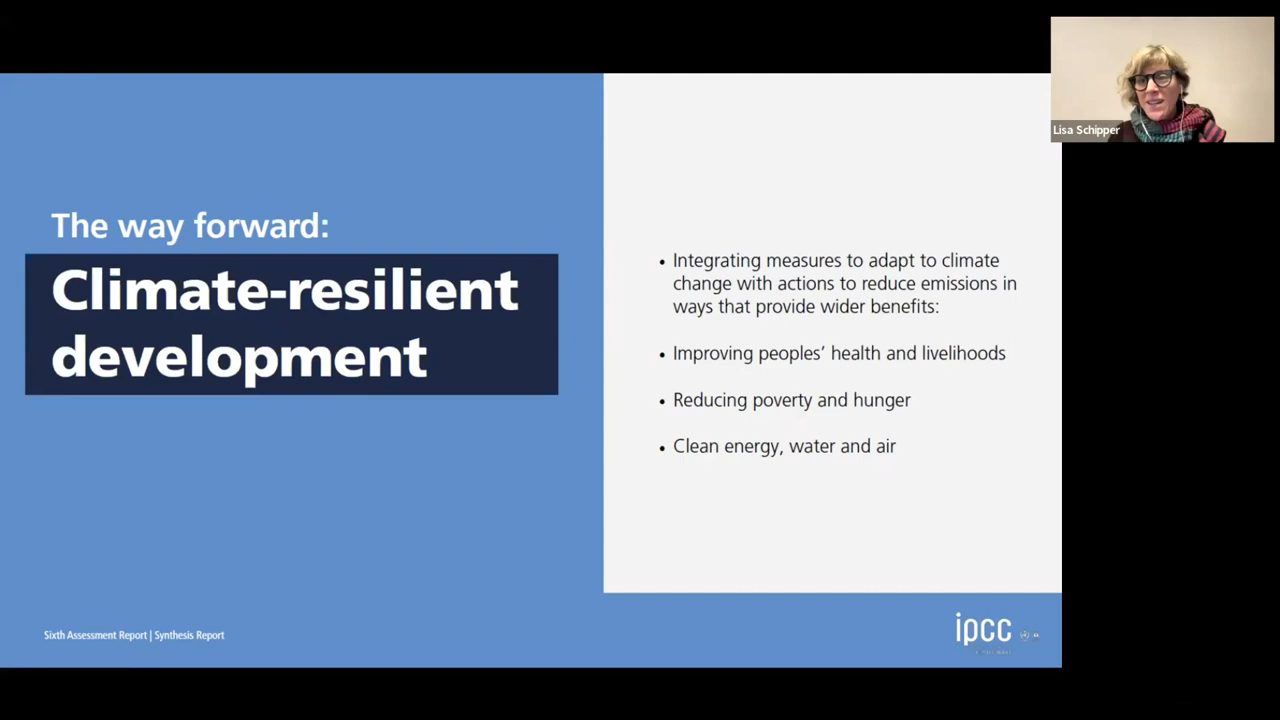 Lisa Schipper
The way forward:
Climate-resilient
development
• Integrating measures to adapt to climate
change with actions to reduce emissions in
ways that provide wider benefits:
• Improving peoples’ health and livelihoods
• Reducing poverty and hunger
• Clean energy, water and air
Sixth Assessment Report | Synthesis Report
ipcc